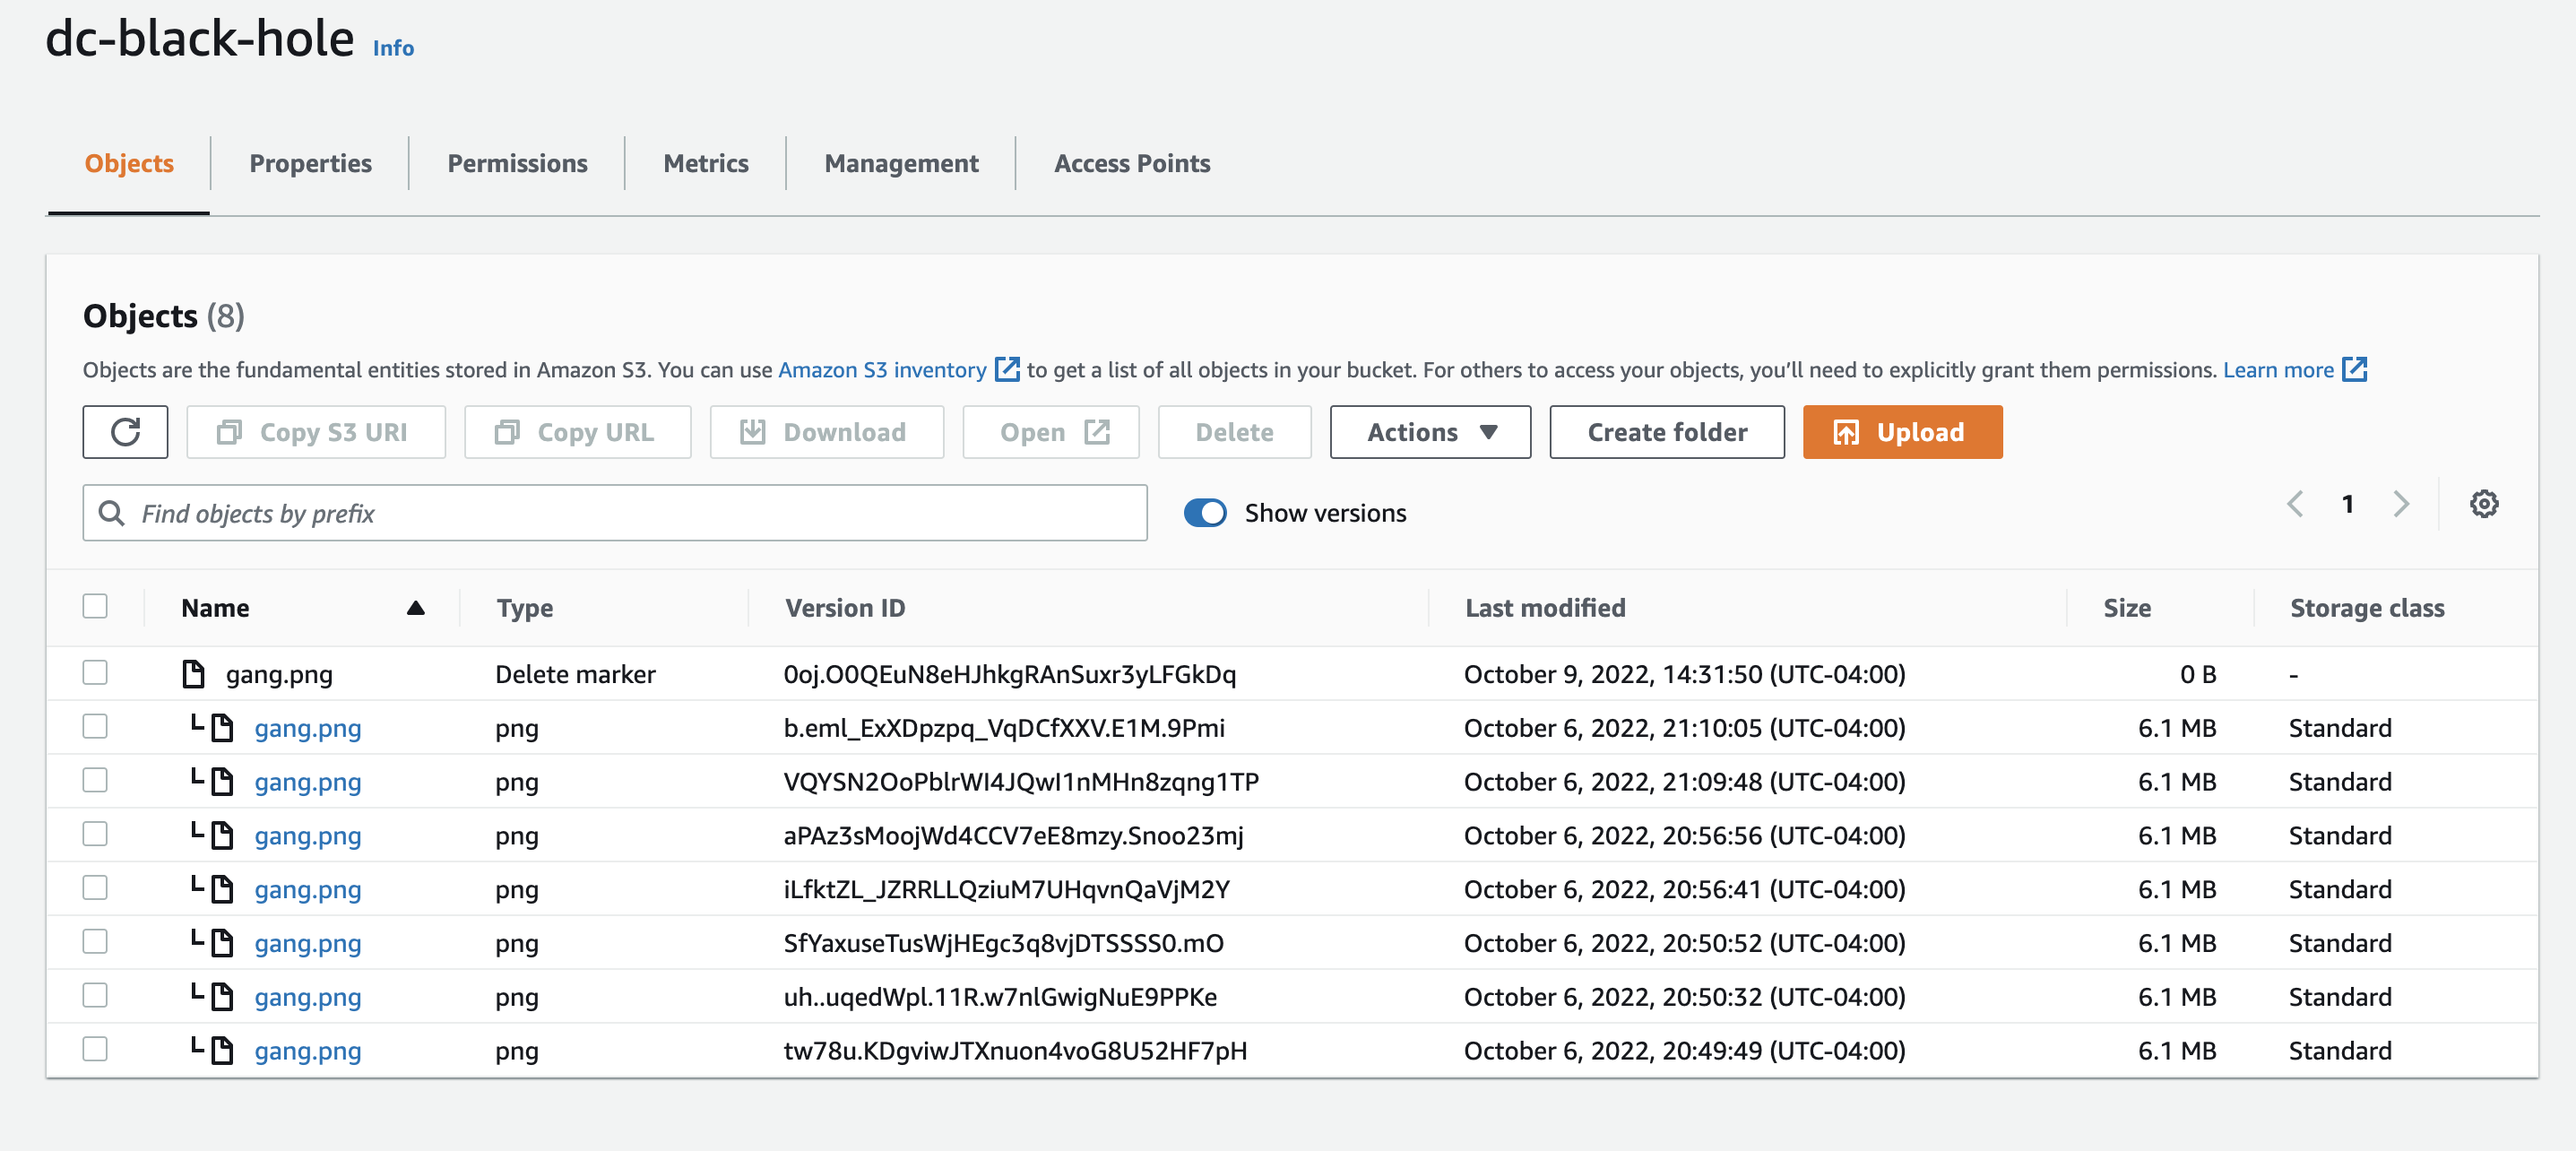 dc-black-hole Info
Objects Properties Permissions Metrics Management Access Points
Objects (8)
Objects are the fundamental entities stored in Amazon S3. You can use Amazon S3 inventory to get a list of all objects in your bucket. For others to access your objects, you’ll need to explicitly grant them permissions. Learn more
Copy S3 URI Copy URL Download Open Delete Actions Create folder Upload
Find objects by prefix Show versions 1
Name Type Version ID Last modified Size Storage class
gang.png Delete marker 0oj.O0QEuN8eHJhkgRAnSuxr3yLFGkDq October 9, 2022, 14:31:50 (UTC-04:00) 0 B -
gang.png png b.eml_ExXDpzpq_VqDCfXXV.E1M.9Pmi October 6, 2022, 21:10:05 (UTC-04:00) 6.1 MB Standard
gang.png png VQYSN2OoPblrWI4JQwI1nMHn8zqng1TP October 6, 2022, 21:09:48 (UTC-04:00) 6.1 MB Standard
gang.png png aPAz3sMoojWd4CCV7eE8mzy.Snoo23mj October 6, 2022, 20:56:56 (UTC-04:00) 6.1 MB Standard
gang.png png iLfktZL_JZRRLLQziuM7UHqvnQaVjM2Y October 6, 2022, 20:56:41 (UTC-04:00) 6.1 MB Standard
gang.png png SfYaxuseTusWjHEgc3q8vjDTSSSS0.mO October 6, 2022, 20:50:52 (UTC-04:00) 6.1 MB Standard
gang.png png uh..uqedWpl.11R.w7nlGwigNuE9PPKe October 6, 2022, 20:50:32 (UTC-04:00) 6.1 MB Standard
gang.png png tw78u.KDgviwJTXnuon4voG8U52HF7pH October 6, 2022, 20:49:49 (UTC-04:00) 6.1 MB Standard